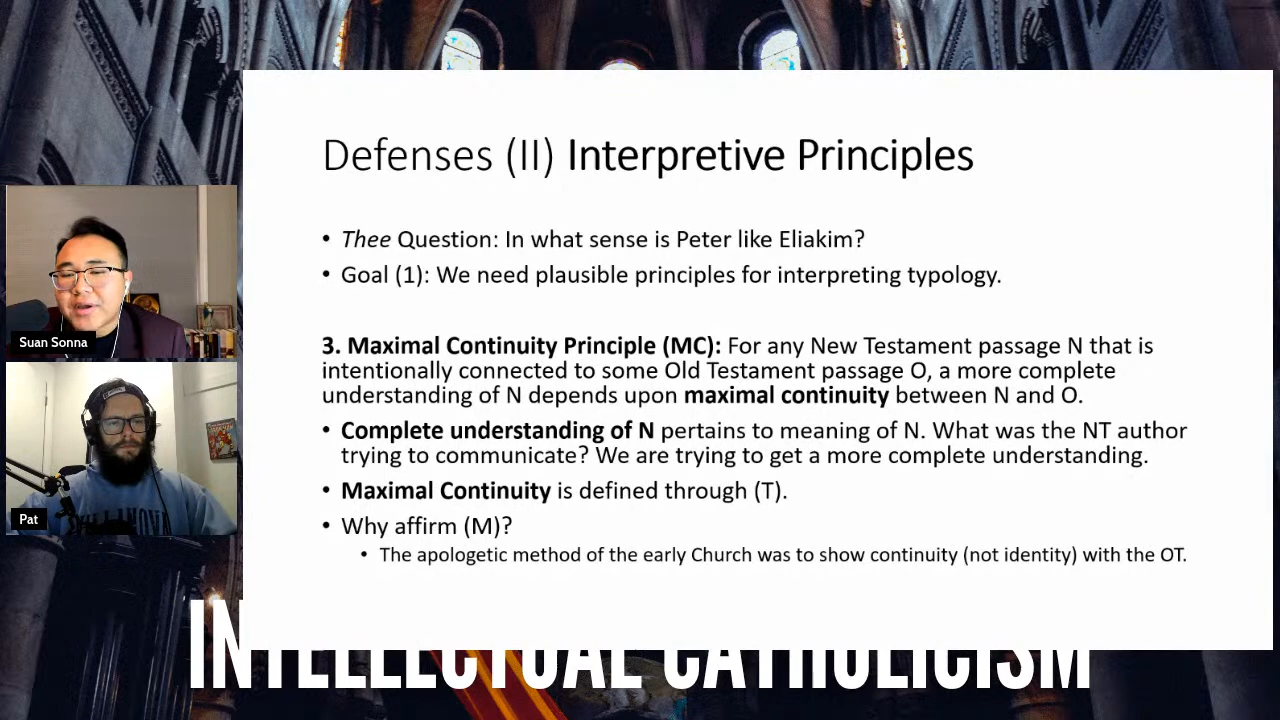 Defenses (II) Interpretive Principles
• Thee Question: In what sense is Peter like Eliakim?
• Goal (1): We need plausible principles for interpreting typology.
3. Maximal Continuity Principle (MC): For any New Testament passage N that is
intentionally connected to some Old Testament passage O, a more complete
understanding of N depends upon maximal continuity between N and O.
• Complete understanding of N pertains to meaning of N. What was the NT author
trying to communicate? We are trying to get a more complete understanding.
• Maximal Continuity is defined through (T).
• Why affirm (M)?
• The apologetic method of the early Church was to show continuity (not identity) with the OT.
Suan Sonna
Pat
INTELLECTUAL CATHOLICISM